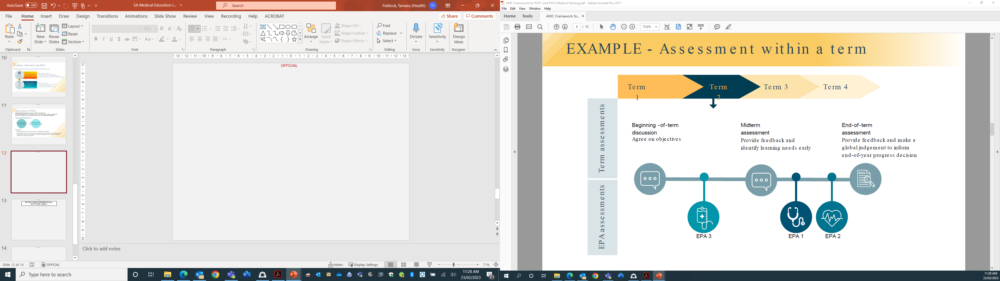 AutoSave Off
SA Medical Education I...
Search
Fishlock, Tamara (Health) TF
File Home Insert Draw Design Transitions Animations Slide Show Review View Recording Help ACROBAT
Share Comments
Paste
New Slide
Reuse Slides
Layout
Reset
Section
19.2
Shape Fill
Shape Outline
Shape Effects
Arrange
Quick Styles
Find
Replace
Select
Dictate
Sensitivity
Design Ideas
Clipboard Slides Font Paragraph Drawing Editing Voice Sensitivity Designer
10
Training - Outcomes and EPAs
11
Assessment of EPAs
12
13
ENTRUSTABLE PROFESSIONAL
ACTIVITIES (EPAS)
14
OFFICIAL
Click to add notes
Slide 12 of 14 OFFICIAL Notes Display Settings 71%
Type here to search
11:28 AM
23/02/2023
23
AMC Framework for PGY1 and PGY2 Medical Training.pdf - Adobe Acrobat Pro 2017
File Edit View Window Help
Home Tools AMC Framework fo... ×
8 / 18 73.8%
EXAMPLE - Assessment within a term
Term
1
Term
2
Term 3
Term 4
Term assessments
Beginning -of-term
discussion
Agree on objectives
Midterm
assessment
Provide feedback and
identify learning needs early
End-of-term
assessment
Provide feedback and make a
global judgement to inform
end-of-year progress decision
EPA assessments
EPA 3
EPA 1
EPA 2
11:28 AM
23/02/2023